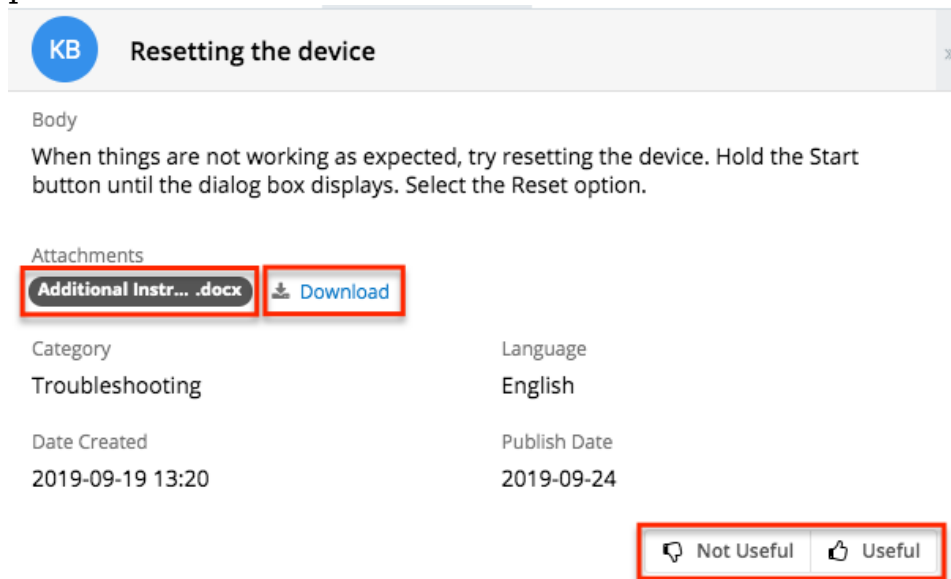 KB Resetting the device
Body
When things are not working as expected, try resetting the device. Hold the Start
button until the dialog box displays. Select the Reset option.
Attachments
Additional Instr... .docx Download
Category Language
Troubleshooting English
Date Created Publish Date
2019-09-19 13:20 2019-09-24
Not Useful Useful